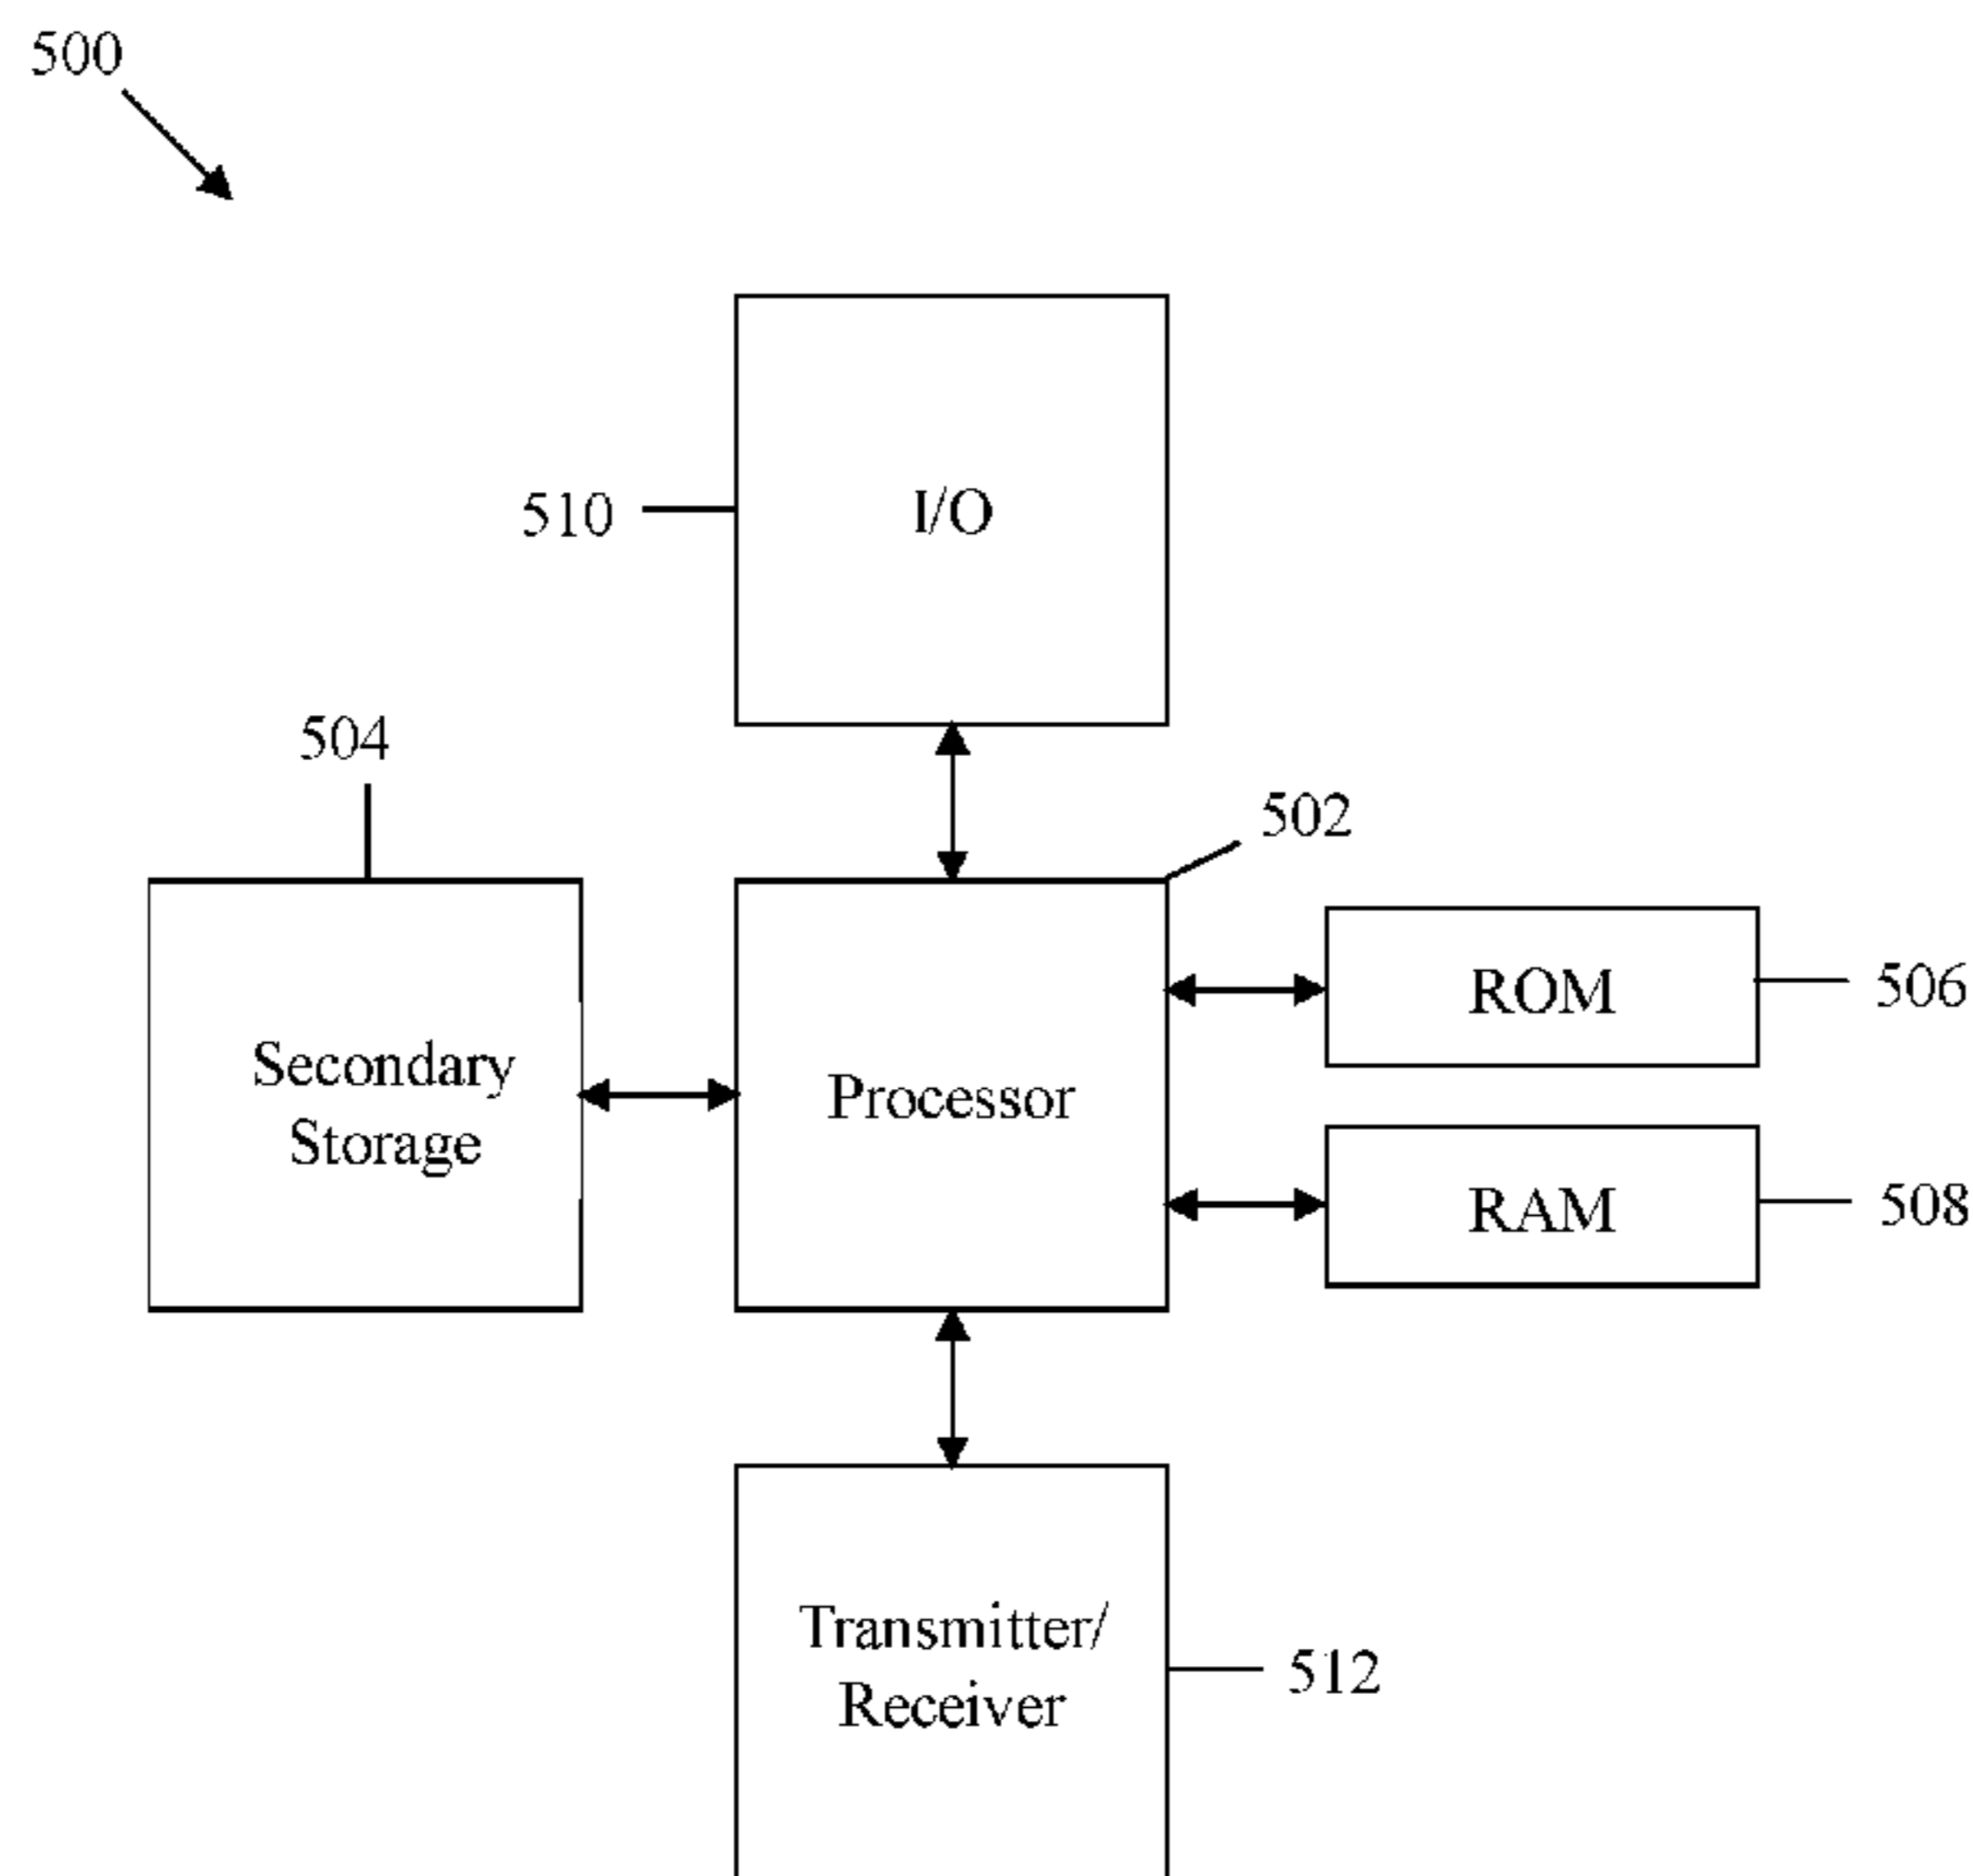 500
510
I/O
504
502
ROM
506
Secondary
Storage
Processor
RAM
508
Transmitter/
Receiver
512